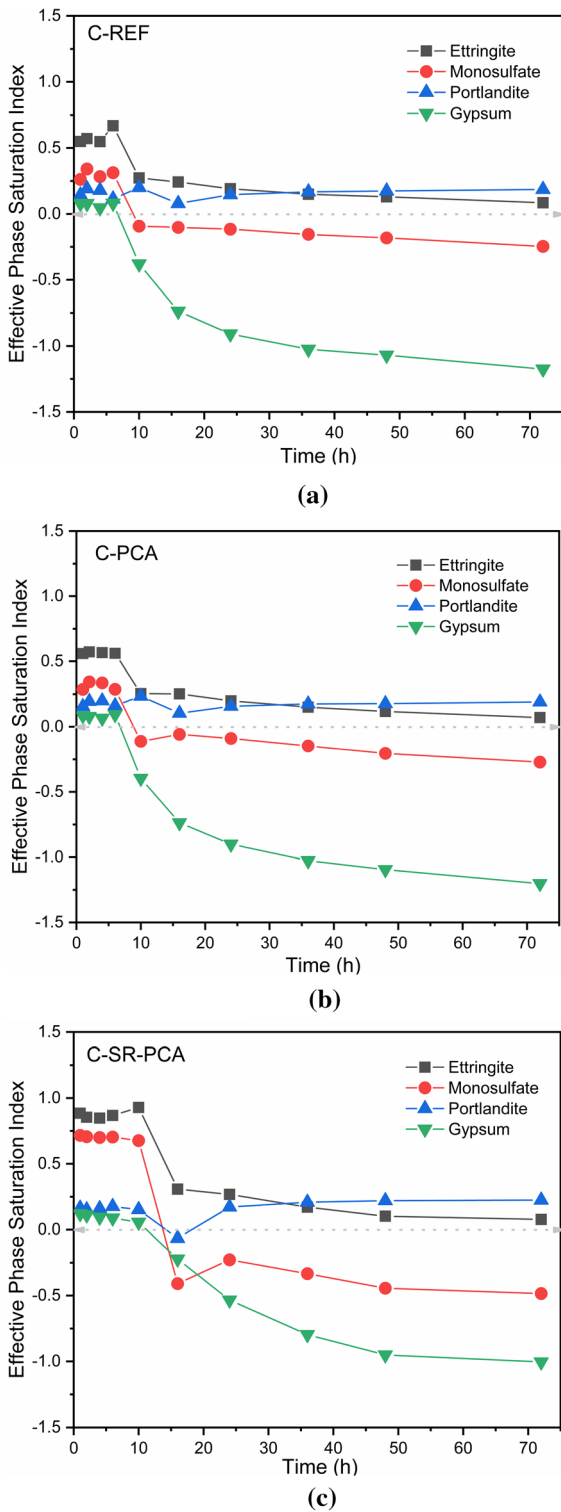 C-REF
Ettringite
Monosulfate
Portlandite
Gypsum
Effective Phase Saturation Index
1.5
1.0
0.5
0.0
-0.5
-1.0
-1.5
0 10 20 30 40 50 60 70
Time (h)
(a)
C-PCA
Ettringite
Monosulfate
Portlandite
Gypsum
Effective Phase Saturation Index
1.5
1.0
0.5
0.0
-0.5
-1.0
-1.5
0 10 20 30 40 50 60 70
Time (h)
(b)
C-SR-PCA
Ettringite
Monosulfate
Portlandite
Gypsum
Effective Phase Saturation Index
1.5
1.0
0.5
0.0
-0.5
-1.0
-1.5
0 10 20 30 40 50 60 70
Time (h)
(c)